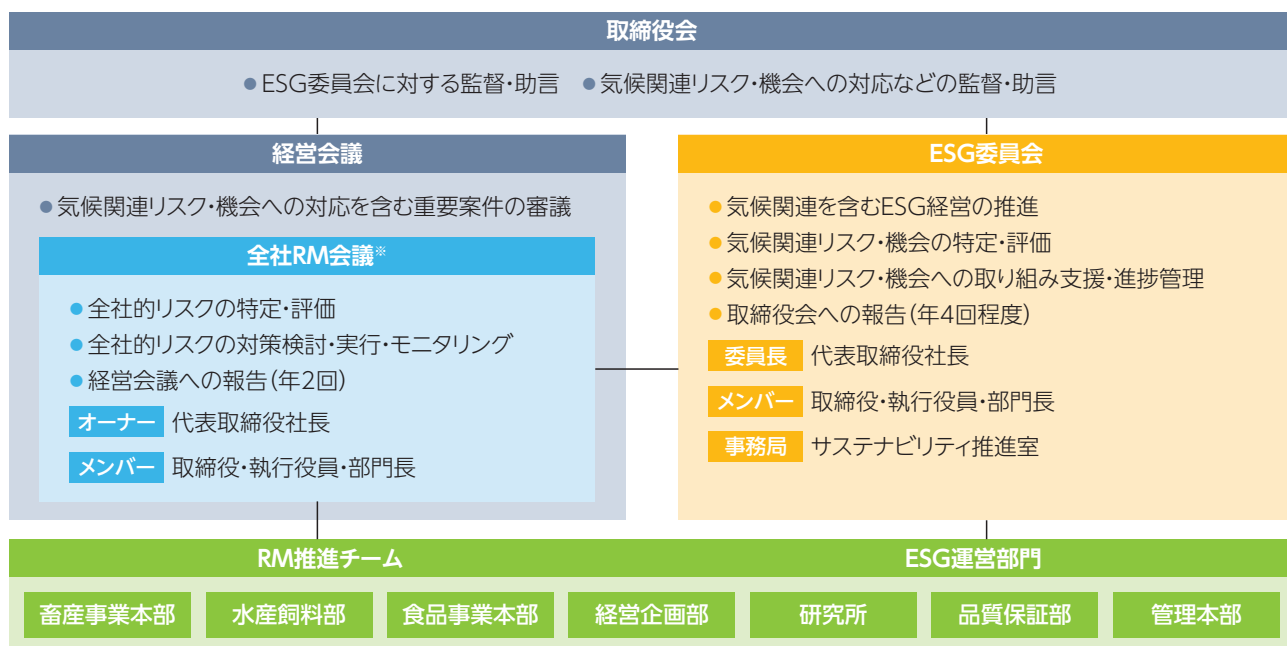 取締役会
●ESG委員会に対する監督・助言 ●気候関連リスク・機会への対応などの監督・助言
経営会議
●気候関連リスク・機会への対応を含む重要案件の審議
全社RM会議※
●全社的リスクの特定・評価
●全社的リスクの対策検討・実行・モニタリング
●経営会議への報告(年2回)
オーナー 代表取締役社長
メンバー 取締役・執行役員・部門長
ESG委員会
●気候関連を含むESG経営の推進
●気候関連リスク・機会の特定・評価
●気候関連リスク・機会への取り組み支援・進捗管理
●取締役会への報告(年4回程度)
委員長 代表取締役社長
メンバー 取締役・執行役員・部門長
事務局 サステナビリティ推進室
RM推進チーム ESG運営部門
畜産事業本部 水産飼料部 食品事業本部 経営企画部 研究所 品質保証部 管理本部